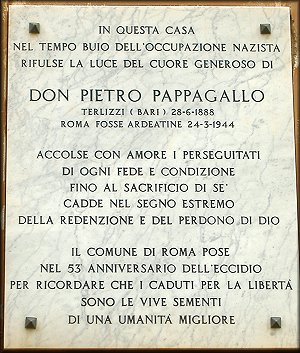 IN QUESTA CASA
NEL TEMPO BUIO DELL'OCCUPAZIONE NAZISTA
RIFULSE LA LUCE DEL CUORE GENEROSO DI
DON PIETRO PAPPAGALLO
TERLIZZI (BARI) 28-6-1888
ROMA FOSSE ARDEATINE 24-3-1944
ACCOLSE CON AMORE I PERSEGUITATI
DI OGNI FEDE E CONDIZIONE
FINO AL SACRIFICIO DI SE'
CADDE NEL SEGNO ESTREMO
DELLA REDENZIONE E DEL PERDONO DI DIO
IL COMUNE DI ROMA POSE
NEL 53° ANNIVERSARIO DELL'ECCIDIO
PER RICORDARE CHE I CADUTI PER LA LIBERTÁ
SONO LE VIVE SEMENTI
DI UNA UMANITÁ MIGLIORE